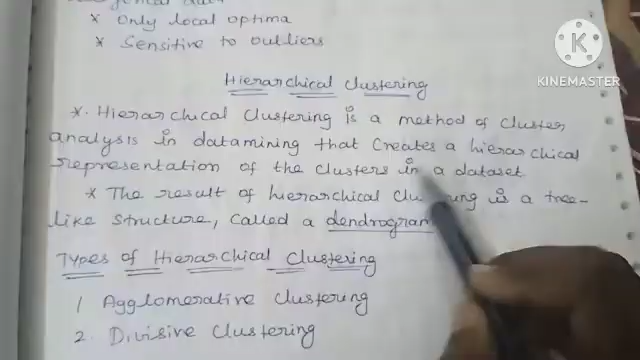 * Only local optima
* Sensitive to outliers
KINEMASTER
Hierarchical clustering
*. Hierarchical clustering is a method of cluster
analysis in datamining that creates a hierarchical
representation of the clusters in a dataset.
* The result of hierarchical clustering is a tree-
like structure, called a dendrogram
Types of Hierarchical Clustering
1 Agglomerative clustering
2. Divisive clustering